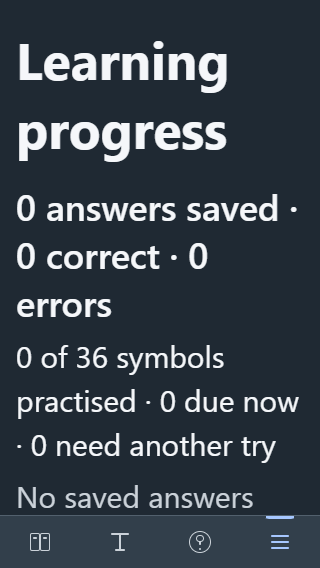 Learning
progress
0 answers saved ·
0 correct · 0
errors
0 of 36 symbols
practised · 0 due now
· 0 need another try
No saved answers